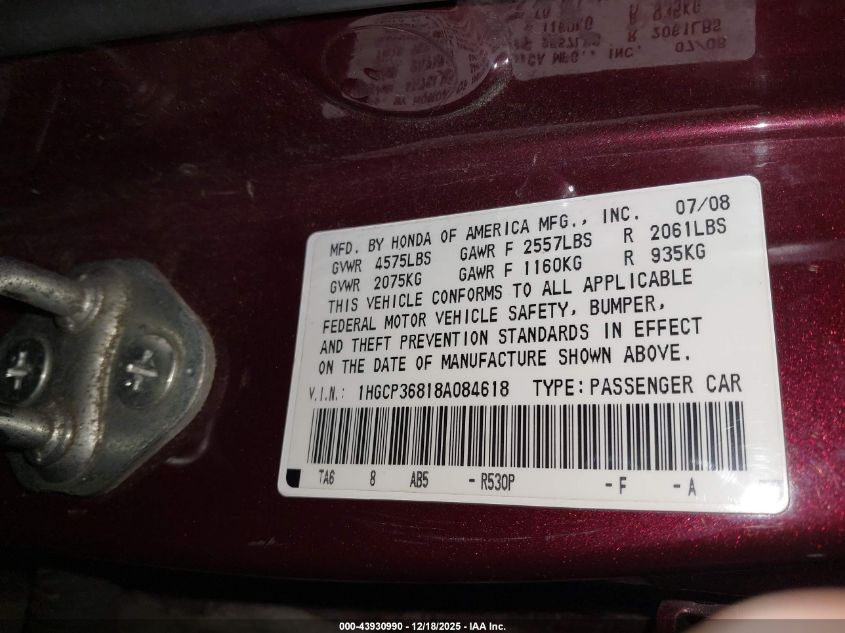 MFD. BY HONDA OF AMERICA MFG., INC. 07/08
GVWR 4575LBS GAWR F 2557LBS R 2061LBS
GVWR 2075KG GAWR F 1160KG R 935KG
THIS VEHICLE CONFORMS TO ALL APPLICABLE
FEDERAL MOTOR VEHICLE SAFETY, BUMPER,
AND THEFT PREVENTION STANDARDS IN EFFECT
ON THE DATE OF MANUFACTURE SHOWN ABOVE.
V.I.N.: 1HGCP36818A084618 TYPE: PASSENGER CAR
TA6 8 AB5 - R530P - F - A
000-43930990 - 12/18/2025 - IAA Inc.